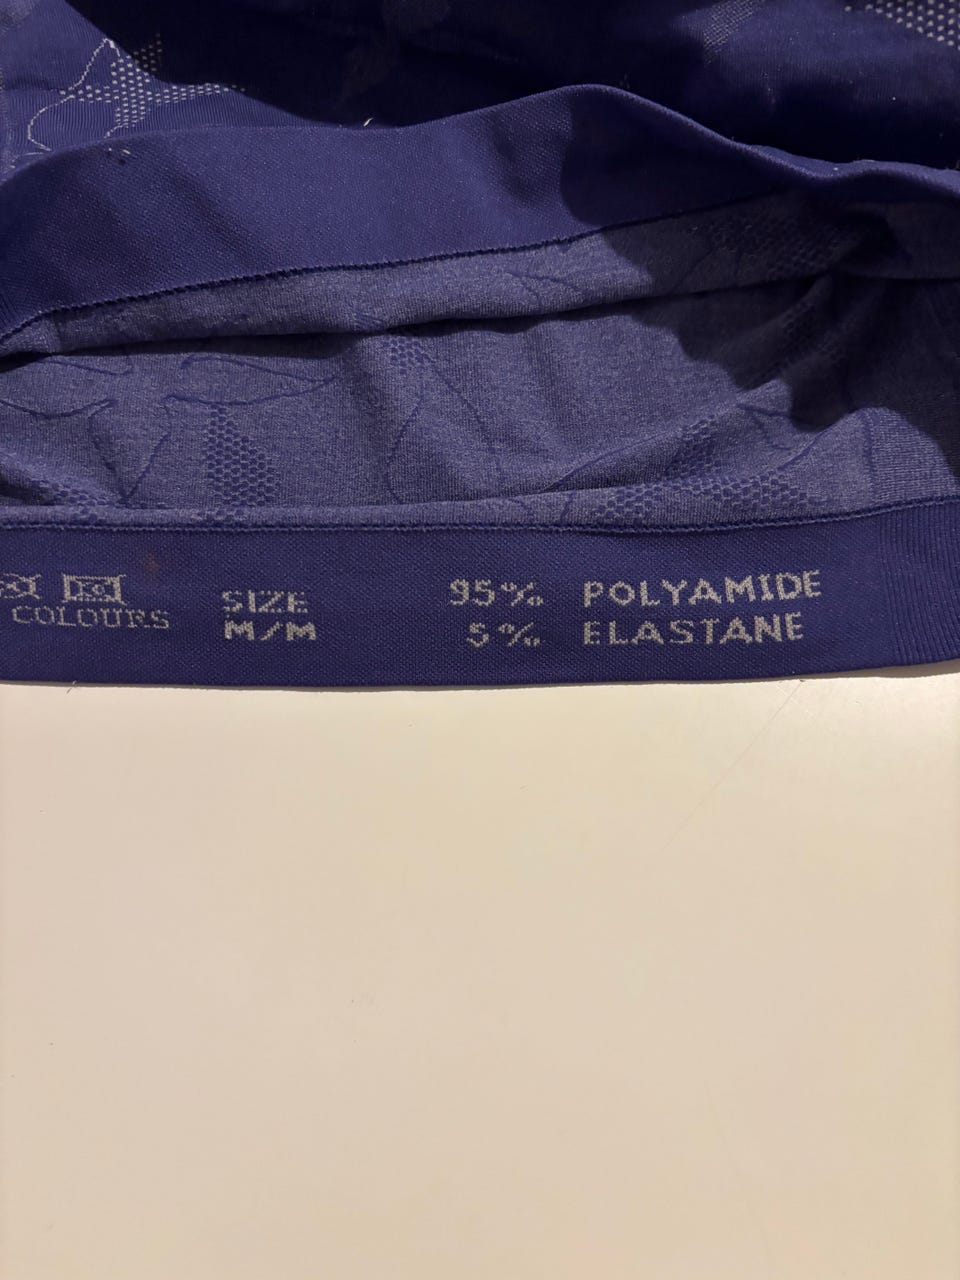 COLOURS
SIZE
M/M
95% POLYAMIDE
5% ELASTANE